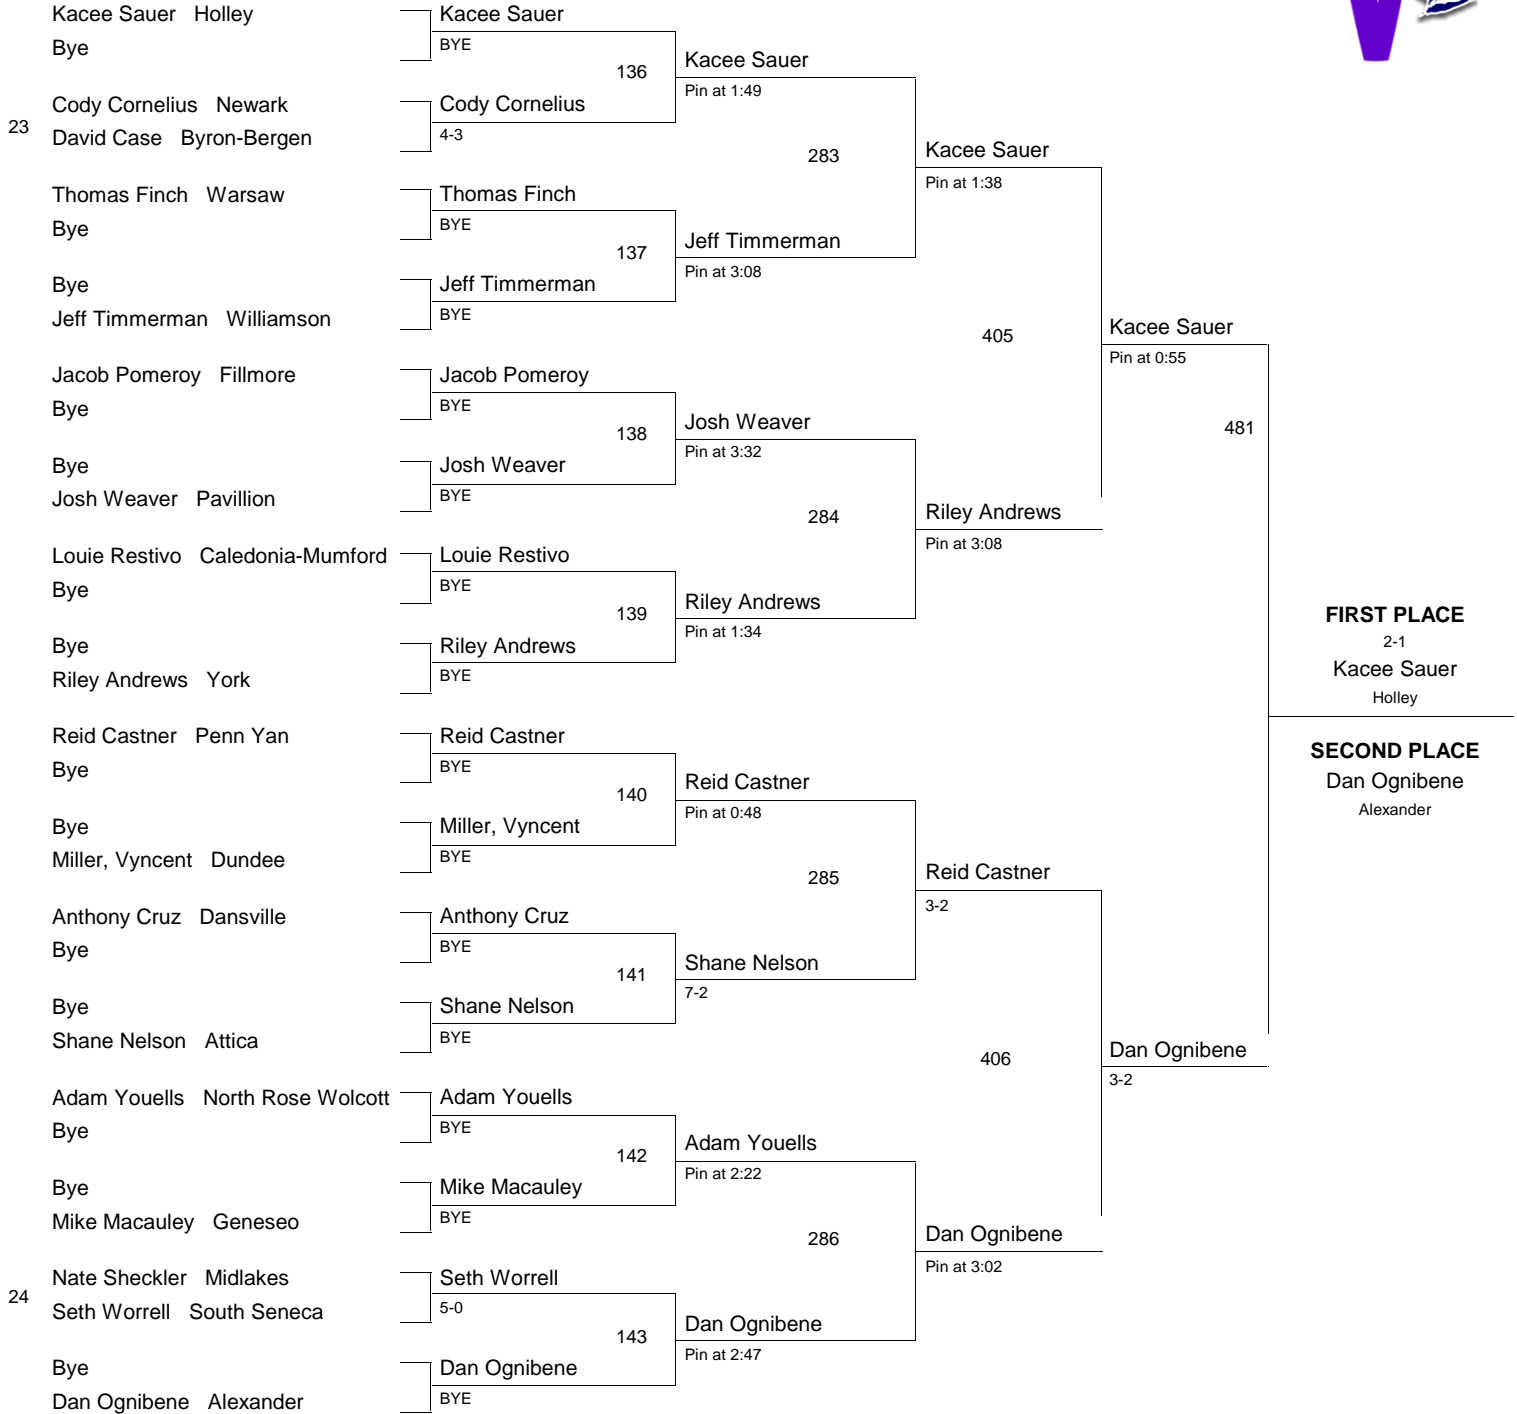 Kacee Sauer Holley
Bye
23
Cody Cornelius Newark
David Case Byron-Bergen
Thomas Finch Warsaw
Bye
Bye
Jeff Timmerman Williamson
Jacob Pomeroy Fillmore
Bye
Bye
Josh Weaver Pavillion
Louie Restivo Caledonia-Mumford
Bye
Bye
Riley Andrews York
Reid Castner Penn Yan
Bye
Bye
Miller, Vyncent Dundee
Anthony Cruz Dansville
Bye
Bye
Shane Nelson Attica
Adam Youells North Rose Wolcott
Bye
Bye
Mike Macauley Geneseo
24
Nate Sheckler Midlakes
Seth Worrell South Seneca
Bye
Dan Ognibene Alexander
Kacee Sauer
BYE
136
Cody Cornelius
4-3
Thomas Finch
BYE
137
Jeff Timmerman
BYE
Jacob Pomeroy
BYE
138
Josh Weaver
BYE
Louie Restivo
BYE
139
Riley Andrews
BYE
Reid Castner
BYE
140
Miller, Vyncent
BYE
Anthony Cruz
BYE
141
Shane Nelson
BYE
Adam Youells
BYE
142
Mike Macauley
BYE
Seth Worrell
5-0
143
Dan Ognibene
BYE
Kacee Sauer
Pin at 1:49
283
Jeff Timmerman
Pin at 3:08
Josh Weaver
Pin at 3:32
284
Riley Andrews
Pin at 1:34
Reid Castner
Pin at 0:48
285
Shane Nelson
7-2
Adam Youells
Pin at 2:22
286
Dan Ognibene
Pin at 2:47
Kacee Sauer
Pin at 1:38
405
Riley Andrews
Pin at 3:08
Reid Castner
3-2
406
Dan Ognibene
Pin at 3:02
Kacee Sauer
Pin at 0:55
481
Dan Ognibene
3-2
FIRST PLACE
2-1
Kacee Sauer
Holley
SECOND PLACE
Dan Ognibene
Alexander